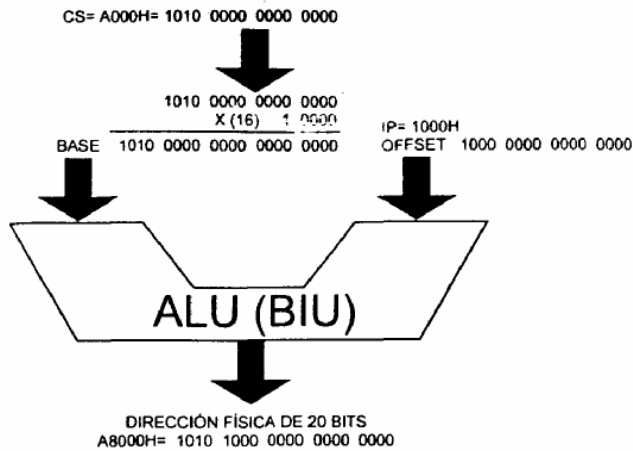 CS= A000H= 1010 0000 0000 0000
1010 0000 0000 0000
X (16) 1 0000
BASE 1010 0000 0000 0000 0000
IP= 1000H
OFFSET 1000 0000 0000 0000
ALU (BIU)
DIRECCIÓN FÍSICA DE 20 BITS
A8000H= 1010 1000 0000 0000 0000